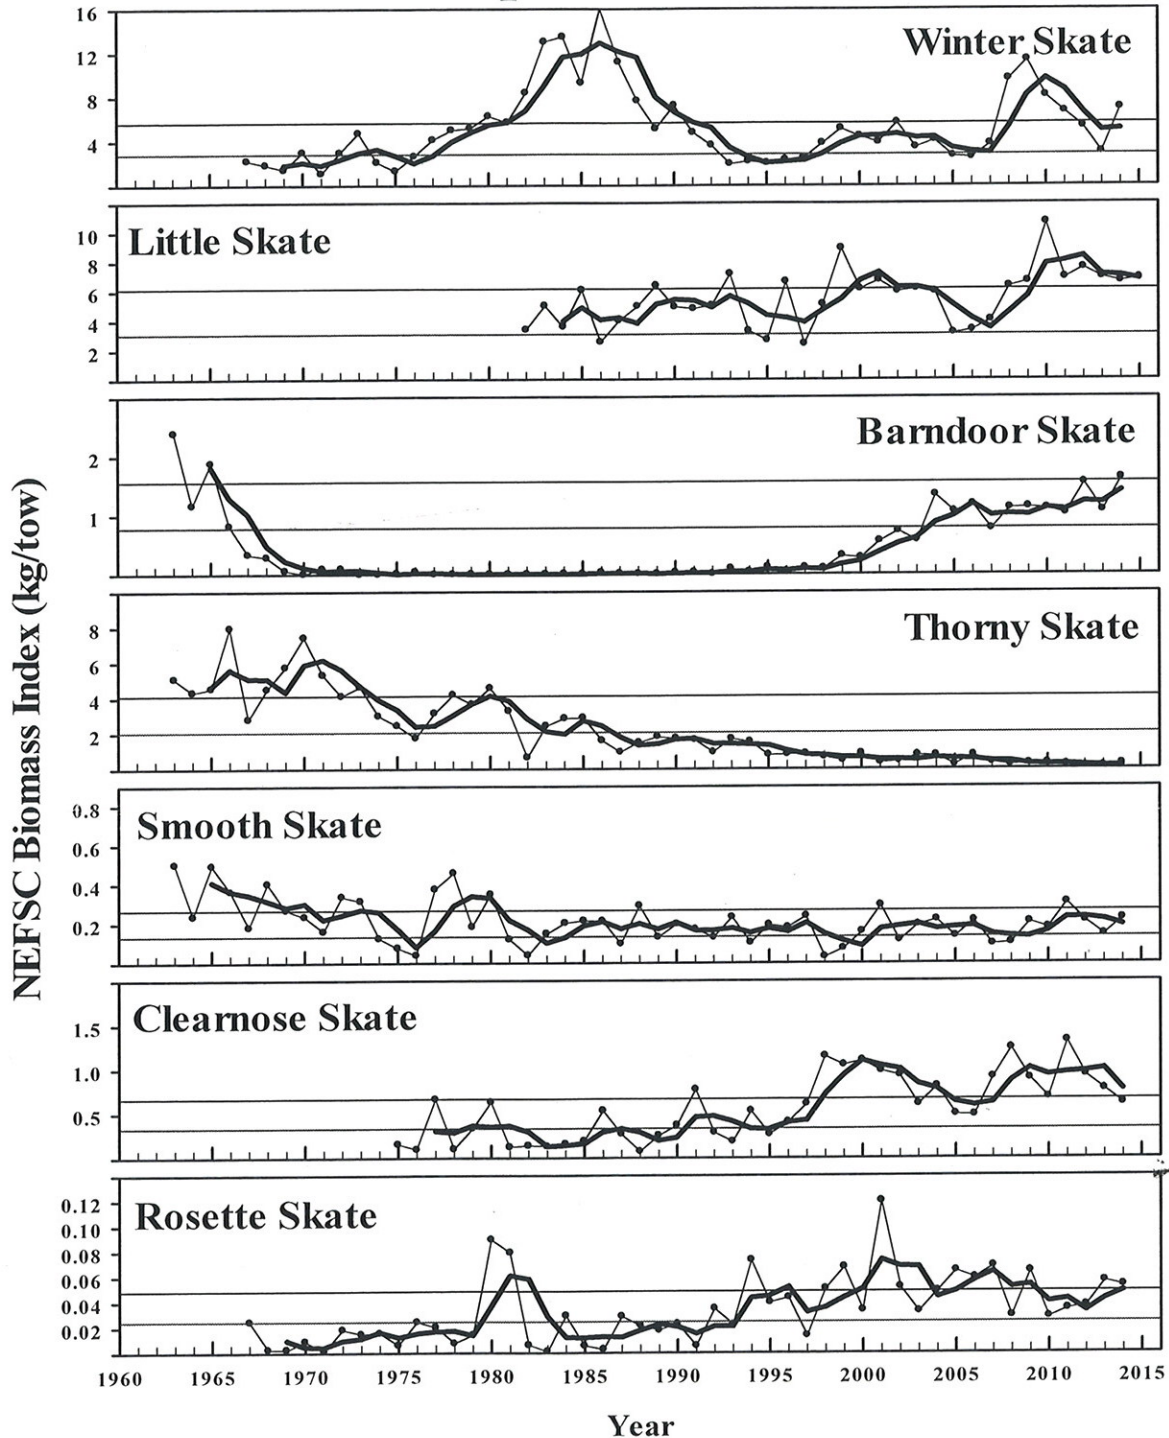 NEFSC Biomass Index (kg/tow)
16
12
8
4
Winter Skate
10
8
6
4
2
Little Skate
2
1
Barndoor Skate
8
6
4
2
Thorny Skate
0.8
0.6
0.4
0.2
Smooth Skate
1.5
1.0
0.5
Clearnose Skate
0.12
0.10
0.08
0.06
0.04
0.02
Rosette Skate
1960 1965 1970 1975 1980 1985 1990 1995 2000 2005 2010 2015
Year